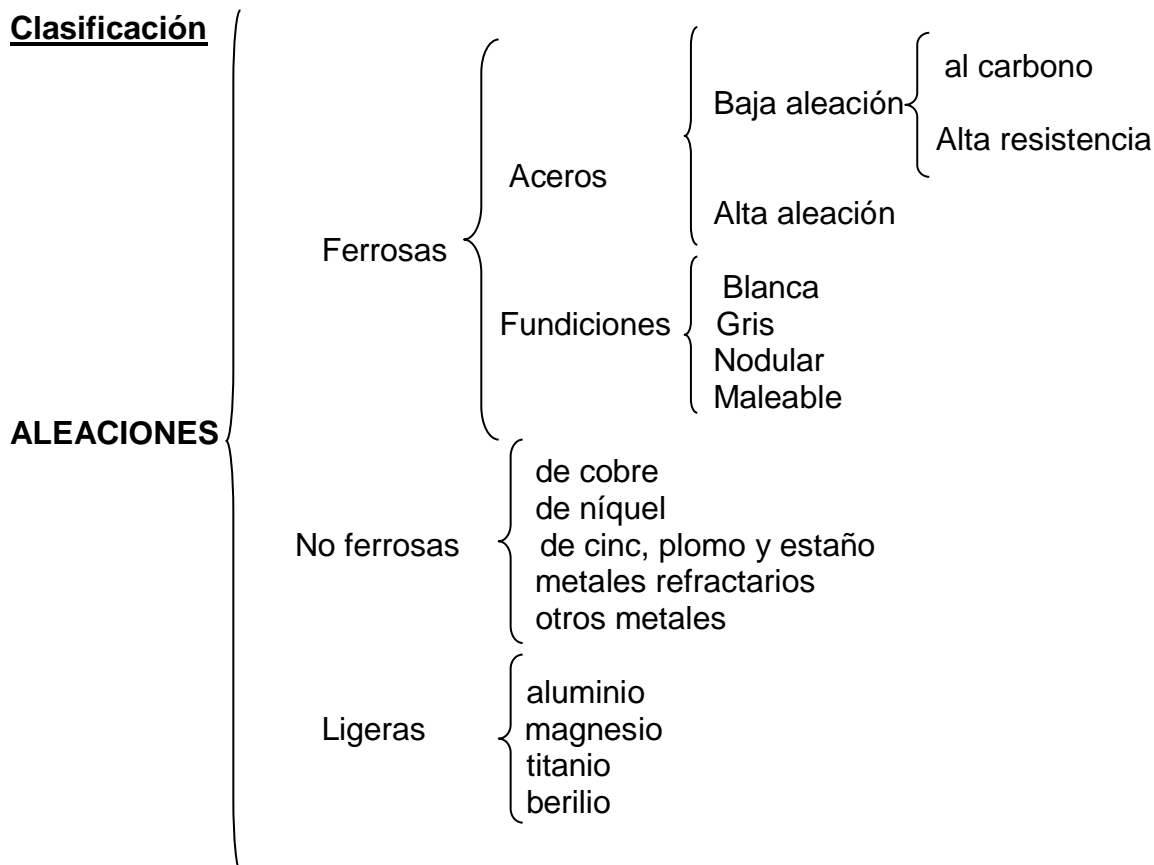 Clasificación
ALEACIONES
Ferrosas
Aceros
Baja aleación
al carbono
Alta resistencia
Alta aleación
Fundiciones
Blanca
Gris
Nodular
Maleable
No ferrosas
de cobre
de níquel
de cinc, plomo y estaño
metales refractarios
otros metales
Ligeras
aluminio
magnesio
titanio
berilio